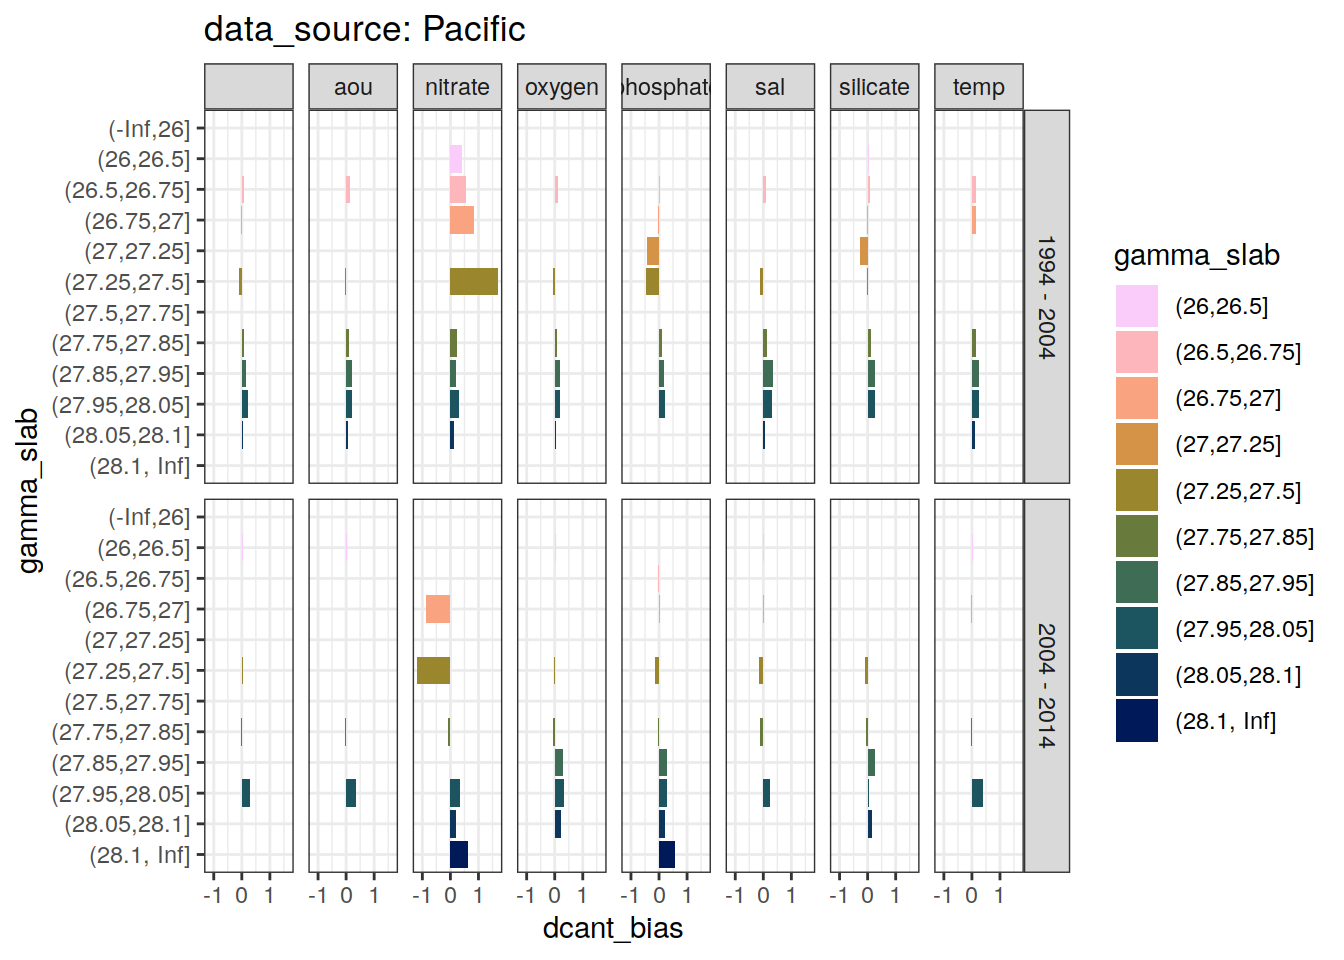 data_source: Pacific
aou nitrate oxygen phosphate sal silicate temp
gamma_slab
(-Inf,26]
(26,26.5]
(26.5,26.75]
(26.75,27]
(27,27.25]
(27.25,27.5]
(27.5,27.75]
(27.75,27.85]
(27.85,27.95]
(27.95,28.05]
(28.05,28.1]
(28.1, Inf]
1994 - 2004
(-Inf,26]
(26,26.5]
(26.5,26.75]
(26.75,27]
(27,27.25]
(27.25,27.5]
(27.5,27.75]
(27.75,27.85]
(27.85,27.95]
(27.95,28.05]
(28.05,28.1]
(28.1, Inf]
2004 - 2014
-1 0 1 -1 0 1 -1 0 1 -1 0 1 -1 0 1 -1 0 1 -1 0 1 -1 0 1
dcant_bias
gamma_slab
(26,26.5]
(26.5,26.75]
(26.75,27]
(27,27.25]
(27.25,27.5]
(27.75,27.85]
(27.85,27.95]
(27.95,28.05]
(28.05,28.1]
(28.1, Inf]